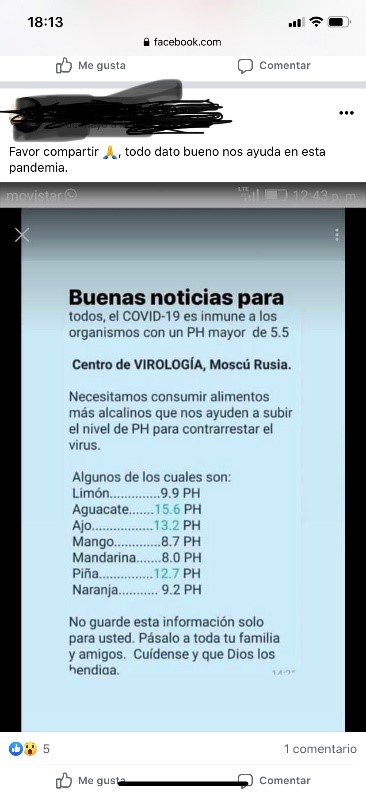 18:13
facebook.com
Me gusta
Comentar
Favor compartir 🙏, todo dato bueno nos ayuda en esta
pandemia.
movistar
LTE
12:43 p. m.
Buenas noticias para
todos, el COVID-19 es inmune a los
organismos con un PH mayor de 5.5
Centro de VIROLOGÍA, Moscú Rusia.
Necesitamos consumir alimentos
más alcalinos que nos ayuden a subir
el nivel de PH para contrarrestar el
virus.
Algunos de los cuales son:
Limón.............9.9 PH
Aguacate.......15.6 PH
Ajo.................13.2 PH
Mango............8.7 PH
Mandarina.......8.0 PH
Piña...............12.7 PH
Naranja.......... 9.2 PH
No guarde esta información solo
para usted. Pásalo a toda tu familia
y amigos. Cuídense y que Dios los
bendiga.
5
1 comentario
Me gusta
Comentar